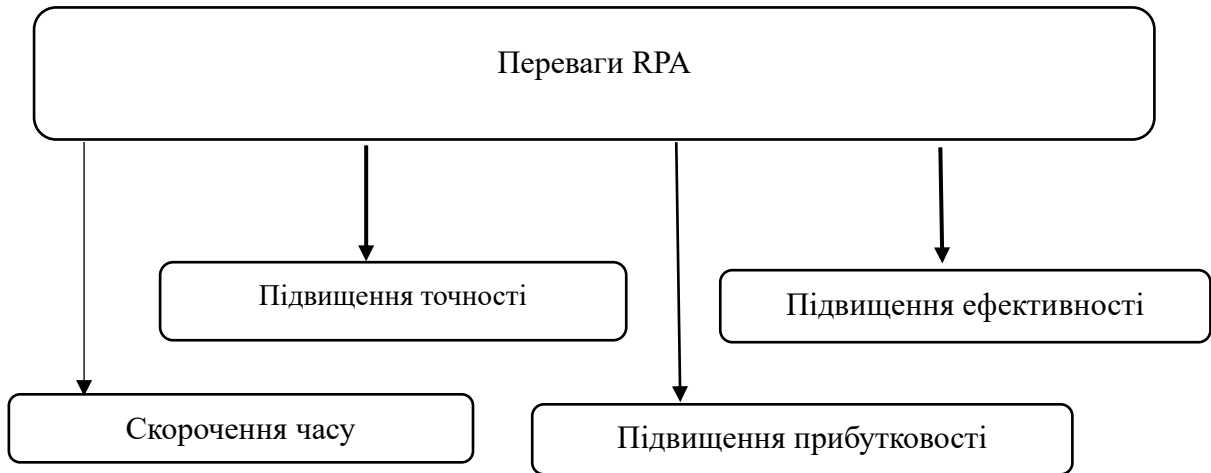 Переваги RPA
Підвищення точності
Підвищення ефективності
Скорочення часу
Підвищення прибутковості